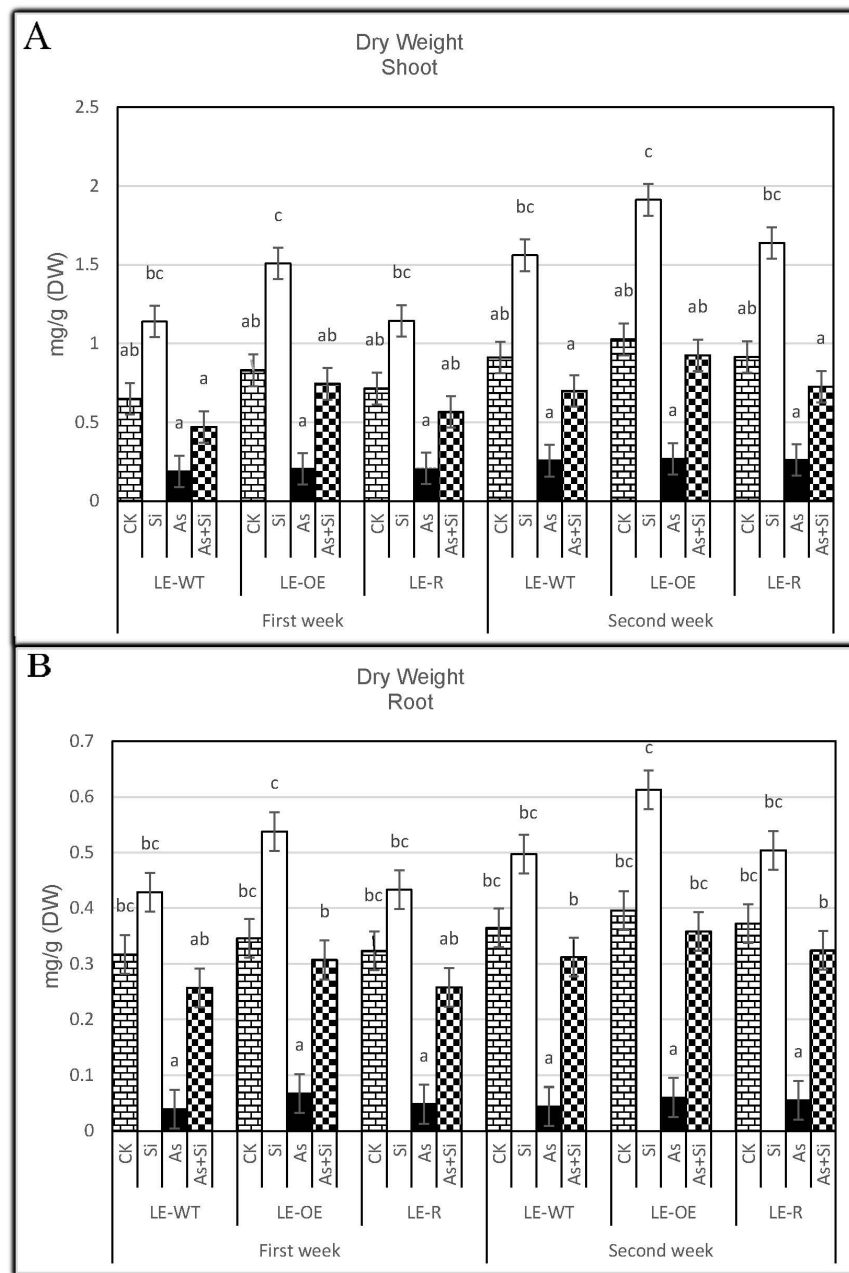 A
Dry Weight
Shoot
mg/g (DW)
2.5
2
1.5
1
0.5
0
ab
bc
a
a
ab
c
a
ab
ab
bc
a
ab
ab
bc
a
a
ab
c
a
ab
ab
bc
a
a
CK Si As As+Si CK Si As As+Si CK Si As As+Si CK Si As As+Si CK Si As As+Si CK Si As As+Si
LE-WT LE-OE LE-R LE-WT LE-OE LE-R
First week Second week
B
Dry Weight
Root
mg/g (DW)
0.7
0.6
0.5
0.4
0.3
0.2
0.1
0
bc
bc
a
ab
bc
c
a
b
bc
bc
a
ab
bc
bc
a
b
bc
c
a
bc
bc
bc
a
b
CK Si As As+Si CK Si As As+Si CK Si As As+Si CK Si As As+Si CK Si As As+Si CK Si As As+Si
LE-WT LE-OE LE-R LE-WT LE-OE LE-R
First week Second week